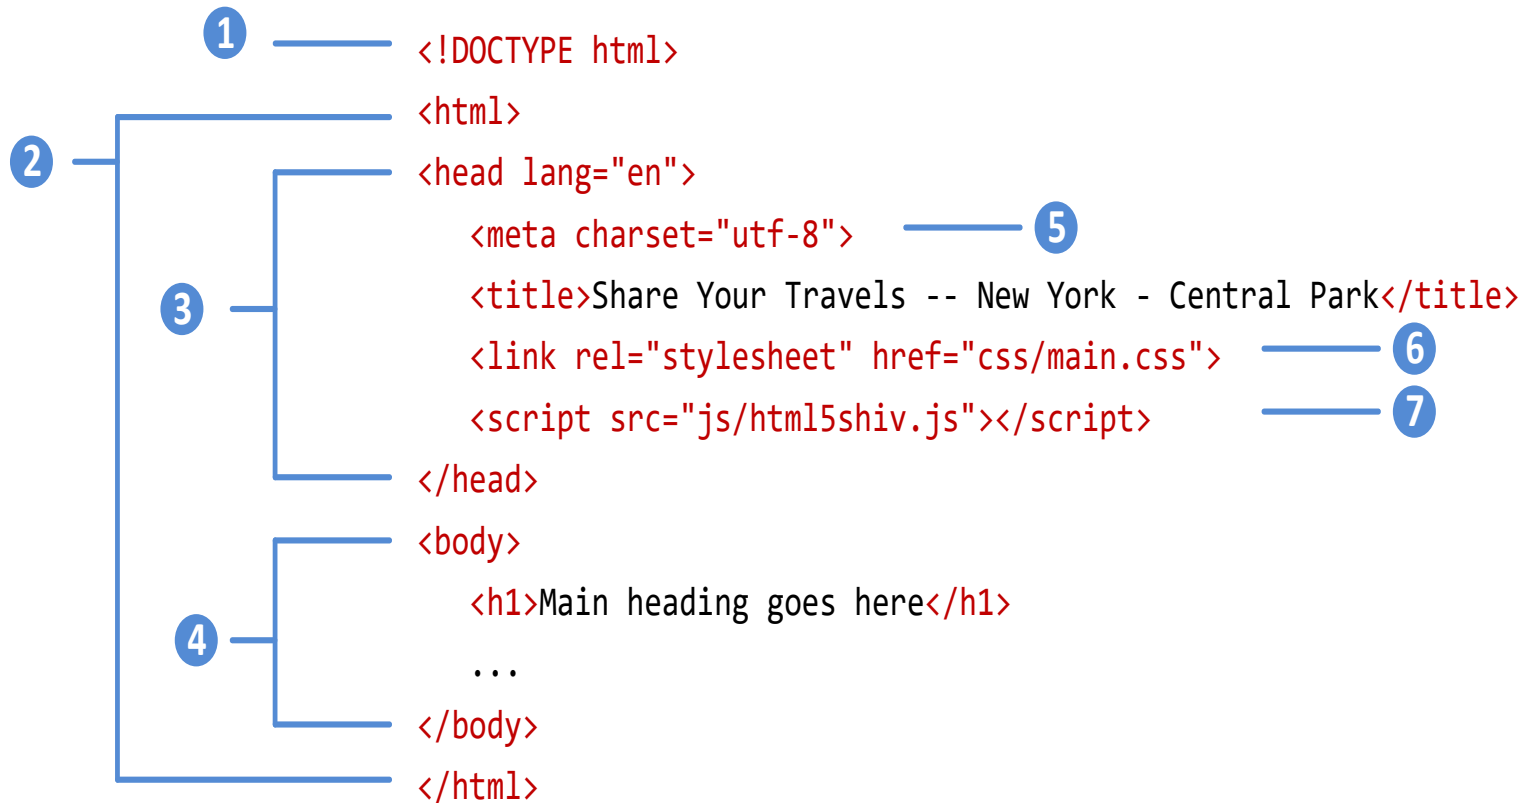 1 <!DOCTYPE html>
<html>
2
<head lang="en">
<meta charset="utf-8"> 5
3 <title>Share Your Travels -- New York - Central Park</title>
<link rel="stylesheet" href="css/main.css"> 6
<script src="js/html5shiv.js"></script> 7
</head>
<body>
<h1>Main heading goes here</h1>
4
...
</body>
</html>